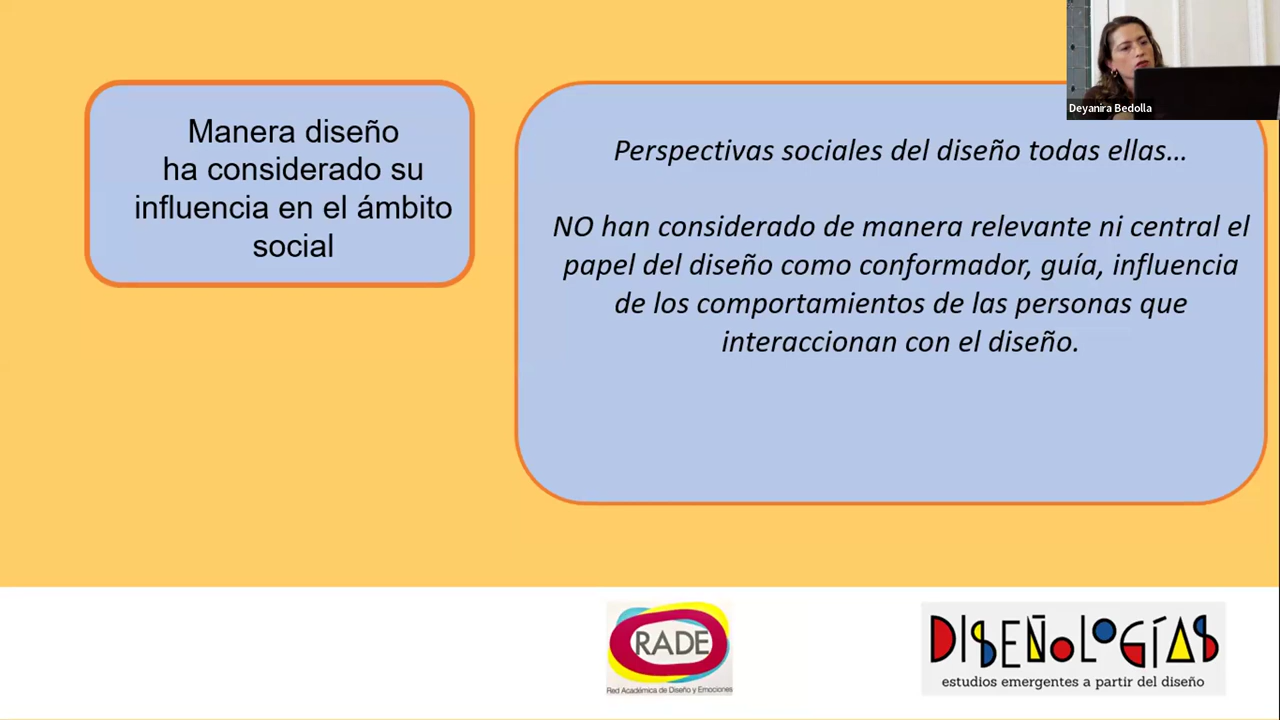 Deyanira Bedolla
Manera diseño
ha considerado su
influencia en el ámbito
social
Perspectivas sociales del diseño todas ellas...
NO han considerado de manera relevante ni central el
papel del diseño como conformador, guía, influencia
de los comportamientos de las personas que
interaccionan con el diseño.
RADE
Red Académica de Diseño y Emociones
DISEÑOLOGÍAS
estudios emergentes a partir del diseño